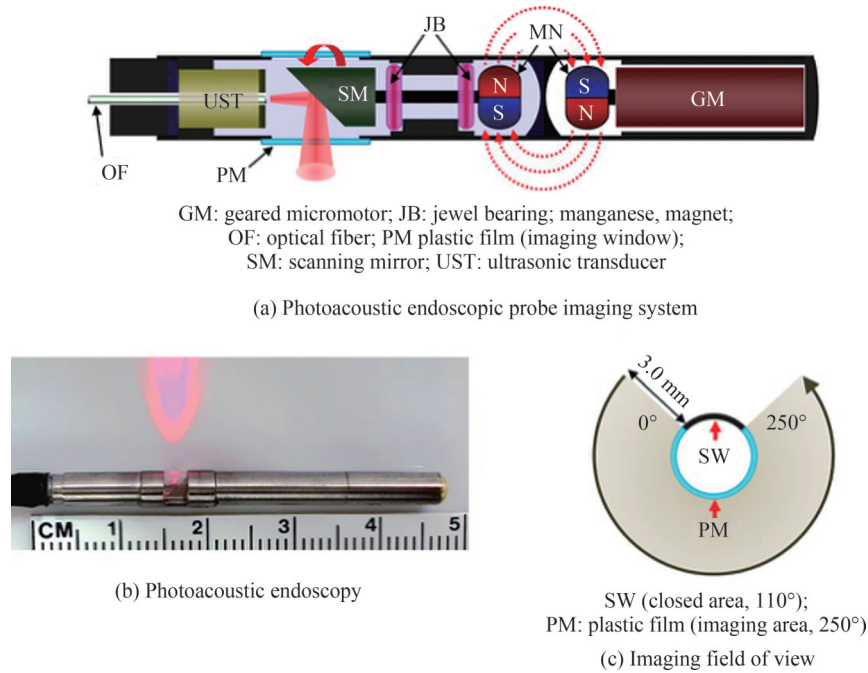 JB
MN
N
S
S
N
UST
SM
GM
OF
PM
GM: geared micromotor; JB: jewel bearing; manganese, magnet;
OF: optical fiber; PM plastic film (imaging window);
SM: scanning mirror; UST: ultrasonic transducer
(a) Photoacoustic endoscopic probe imaging system
CM 1 2 3 4 5
(b) Photoacoustic endoscopy
3.0 mm
0°
250°
SW
PM
SW (closed area, 110°);
PM: plastic film (imaging area, 250°)
(c) Imaging field of view